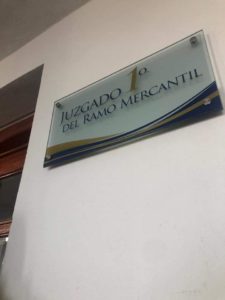 JUZGADO 1º.
DEL RAMO MERCANTIL